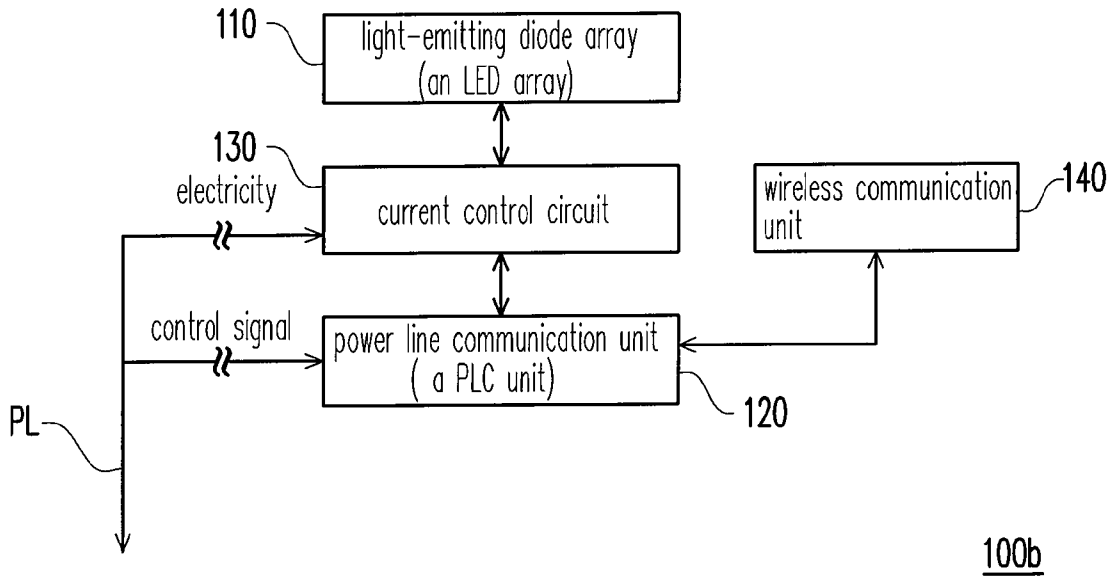 110
light-emitting diode array
(an LED array)
130
electricity
current control circuit
wireless communication
unit
140
control signal
power line communication unit
( a PLC unit)
120
PL
100b